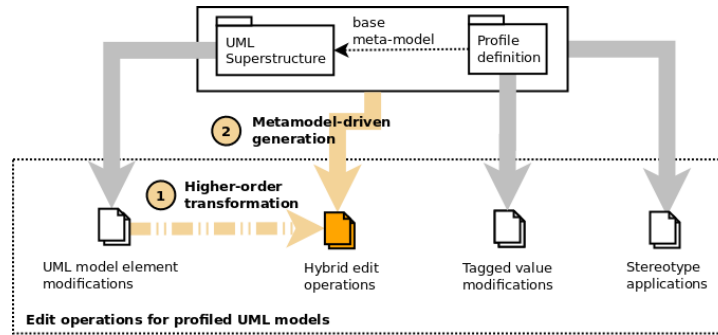 base
meta-model
UML
Superstructure
Profile
definition
2
Metamodel-driven
generation
1
Higher-order
transformation
UML model element
modifications
Hybrid edit
operations
Tagged value
modifications
Stereotype
applications
Edit operations for profiled UML models